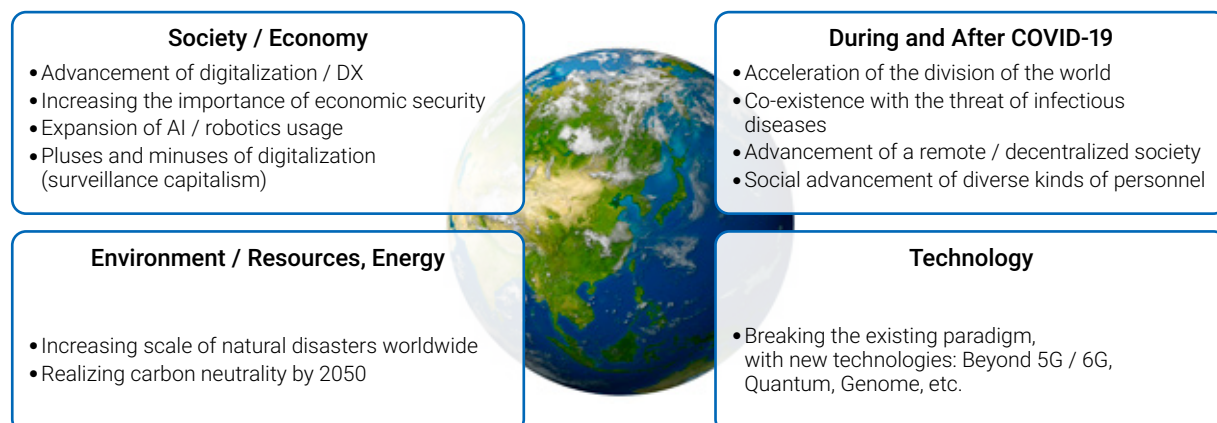 Society / Economy
•Advancement of digitalization / DX
•Increasing the importance of economic security
•Expansion of AI / robotics usage
•Pluses and minuses of digitalization
(surveillance capitalism)
During and After COVID-19
•Acceleration of the division of the world
•Co-existence with the threat of infectious
diseases
•Advancement of a remote / decentralized society
•Social advancement of diverse kinds of personnel
Environment / Resources, Energy
•Increasing scale of natural disasters worldwide
•Realizing carbon neutrality by 2050
Technology
•Breaking the existing paradigm,
with new technologies: Beyond 5G / 6G,
Quantum, Genome, etc.